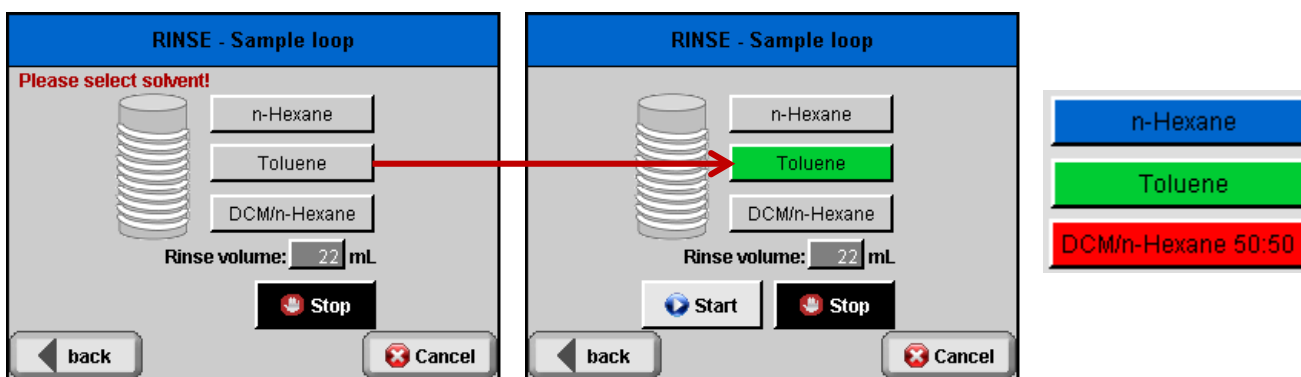 RINSE - Sample loop
Please select solvent!
n-Hexane
Toluene
DCM/n-Hexane
Rinse volume: 22 mL
Stop
back
Cancel
RINSE - Sample loop
n-Hexane
Toluene
DCM/n-Hexane
Rinse volume: 22 mL
Start
Stop
back
Cancel
n-Hexane
Toluene
DCM/n-Hexane 50:50